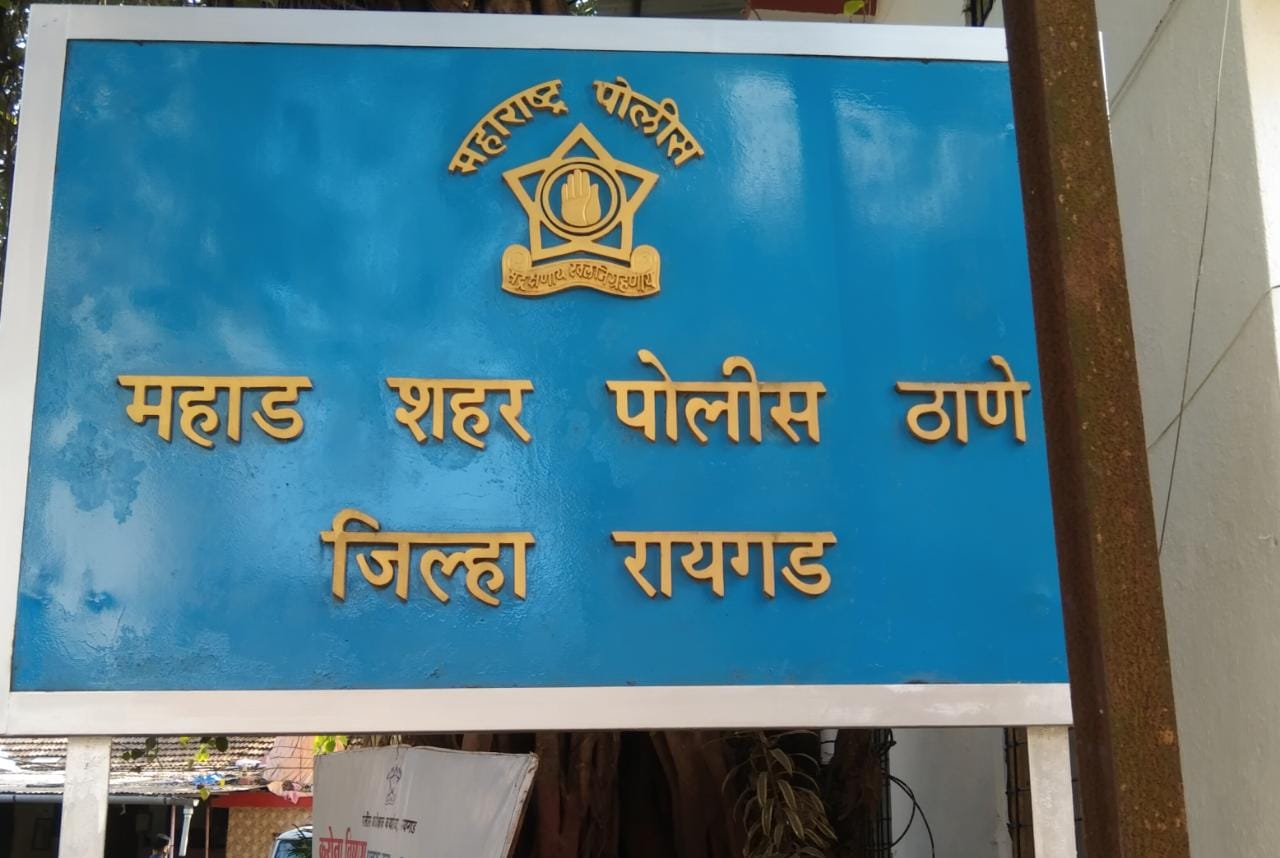 महाराष्ट्र पोलीस
सद्रक्षणाय खलनिग्रहणाय
महाड शहर पोलीस ठाणे
जिल्हा रायगड